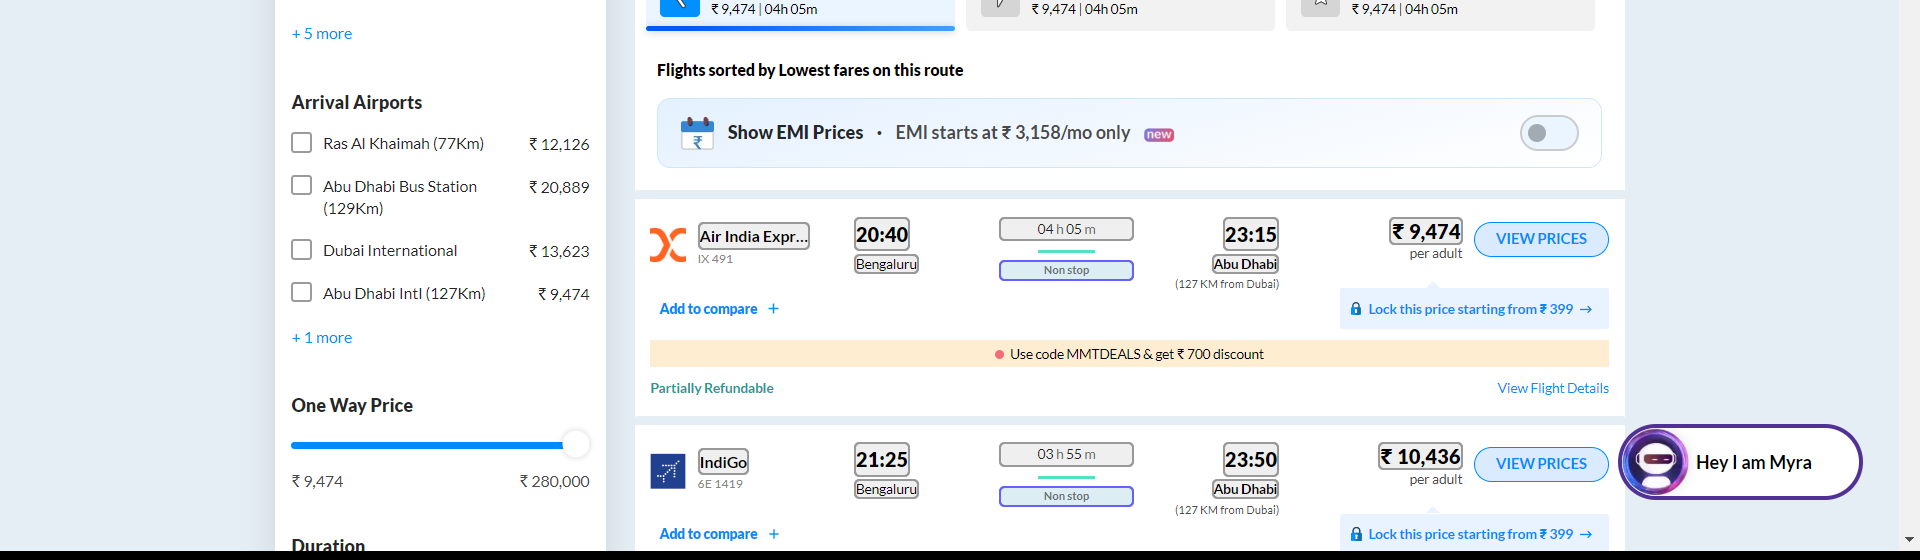 ₹ 9,474 | 04h 05m
₹ 9,474 | 04h 05m
₹ 9,474 | 04h 05m
+ 5 more
Arrival Airports
Ras Al Khaimah (77Km) ₹ 12,126
Abu Dhabi Bus Station ₹ 20,889
(129Km)
Dubai International ₹ 13,623
Abu Dhabi Intl (127Km) ₹ 9,474
+ 1 more
One Way Price
₹ 9,474 ₹ 280,000
Duration
Flights sorted by Lowest fares on this route
₹ Show EMI Prices · EMI starts at ₹ 3,158/mo only new
Air India Expr... 20:40 04 h 05 m 23:15 ₹ 9,474 VIEW PRICES
IX 491 Bengaluru Non stop Abu Dhabi per adult
(127 KM from Dubai)
Add to compare + Lock this price starting from ₹ 399 →
Use code MMTDEALS & get ₹ 700 discount
Partially Refundable View Flight Details
IndiGo 21:25 03 h 55 m 23:50 ₹ 10,436 VIEW PRICES
6E 1419 Bengaluru Non stop Abu Dhabi per adult
(127 KM from Dubai)
Add to compare + Lock this price starting from ₹ 399 →
Hey I am Myra